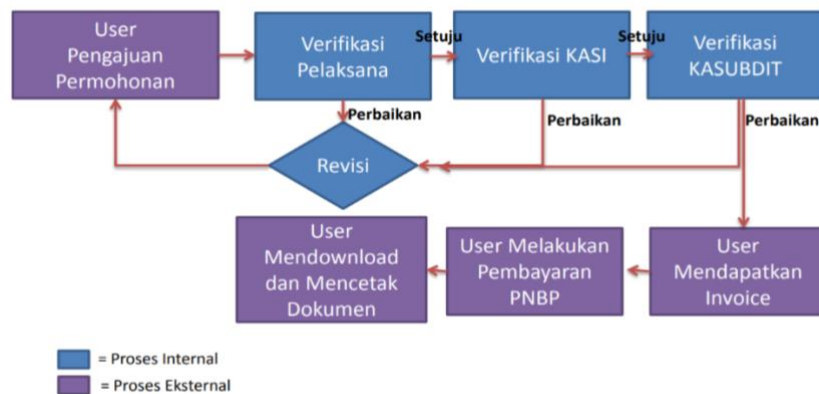 User
Pengajuan
Permohonan
Verifikasi
Pelaksana
Setuju
Verifikasi KASI
Setuju
Verifikasi
KASUBDIT
Perbaikan
Perbaikan
Perbaikan
Revisi
User
Mendownload
dan Mencetak
Dokumen
User Melakukan
Pembayaran
PNBP
User
Mendapatkan
Invoice
= Proses Internal
= Proses Eksternal